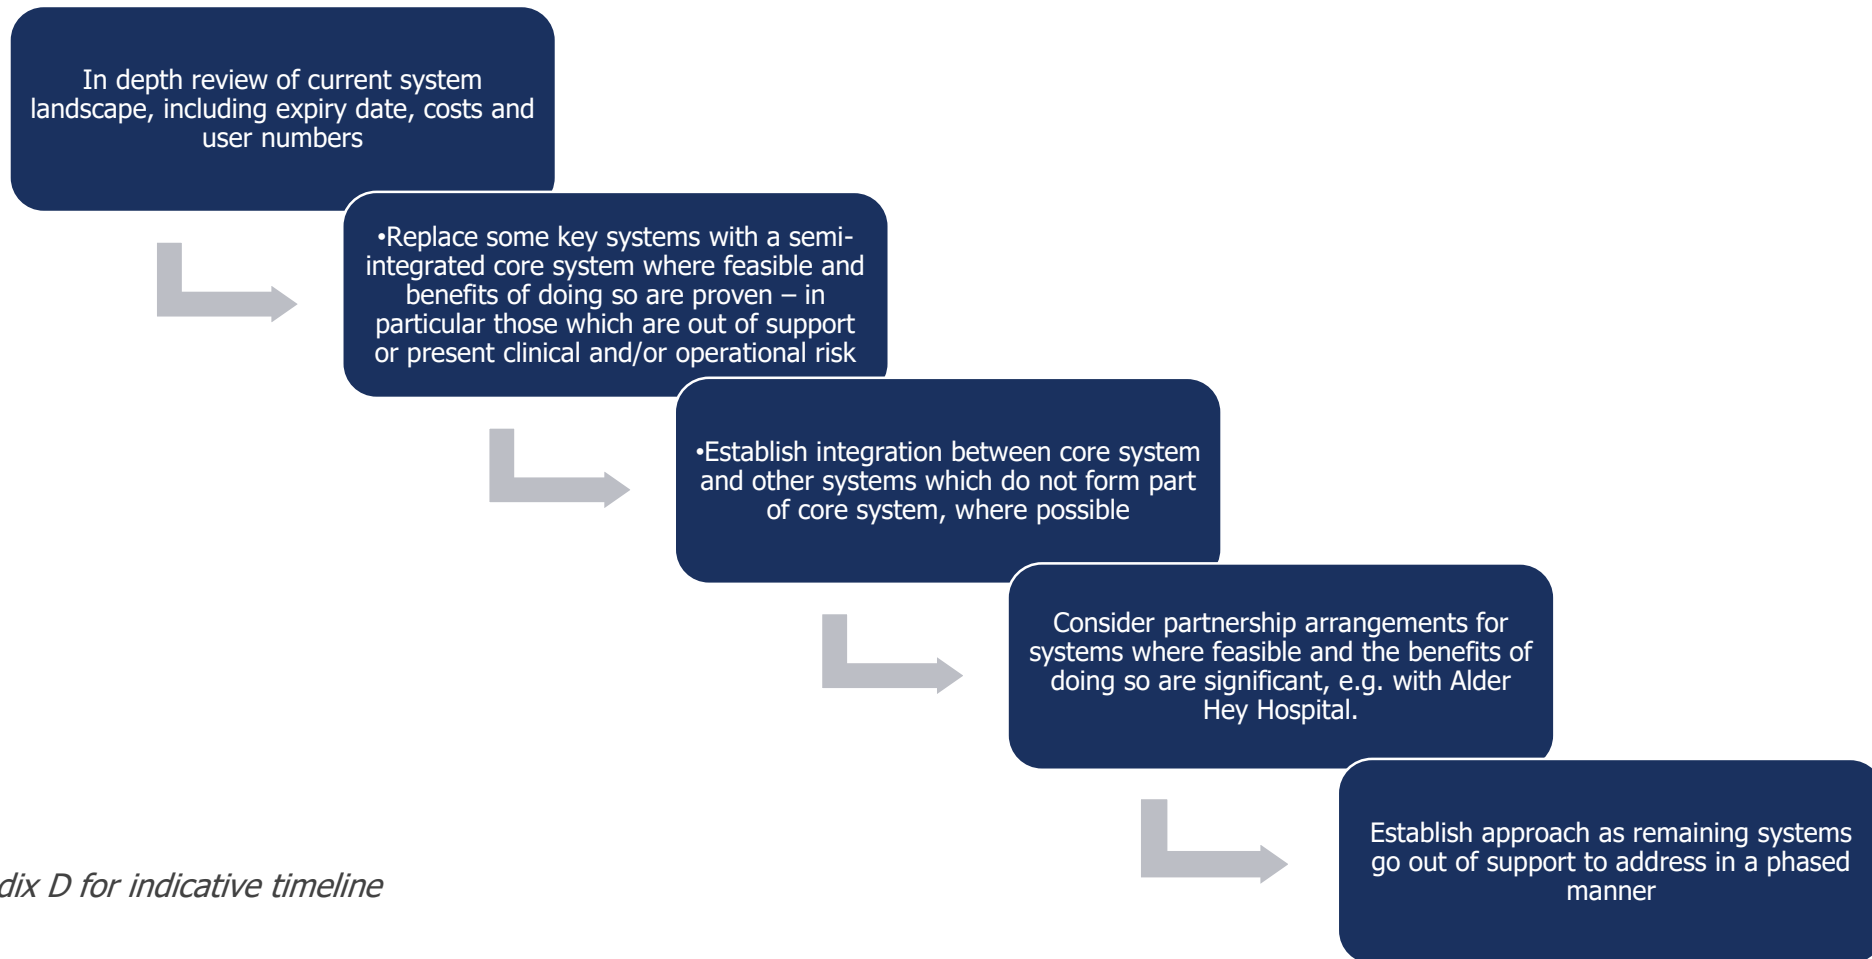 In depth review of current system
landscape, including expiry date, costs and
user numbers
•Replace some key systems with a semi-
integrated core system where feasible and
benefits of doing so are proven – in
particular those which are out of support
or present clinical and/or operational risk
•Establish integration between core system
and other systems which do not form part
of core system, where possible
Consider partnership arrangements for
systems where feasible and the benefits of
doing so are significant, e.g. with Alder
Hey Hospital.
Establish approach as remaining systems
go out of support to address in a phased
manner
dix D for indicative timeline